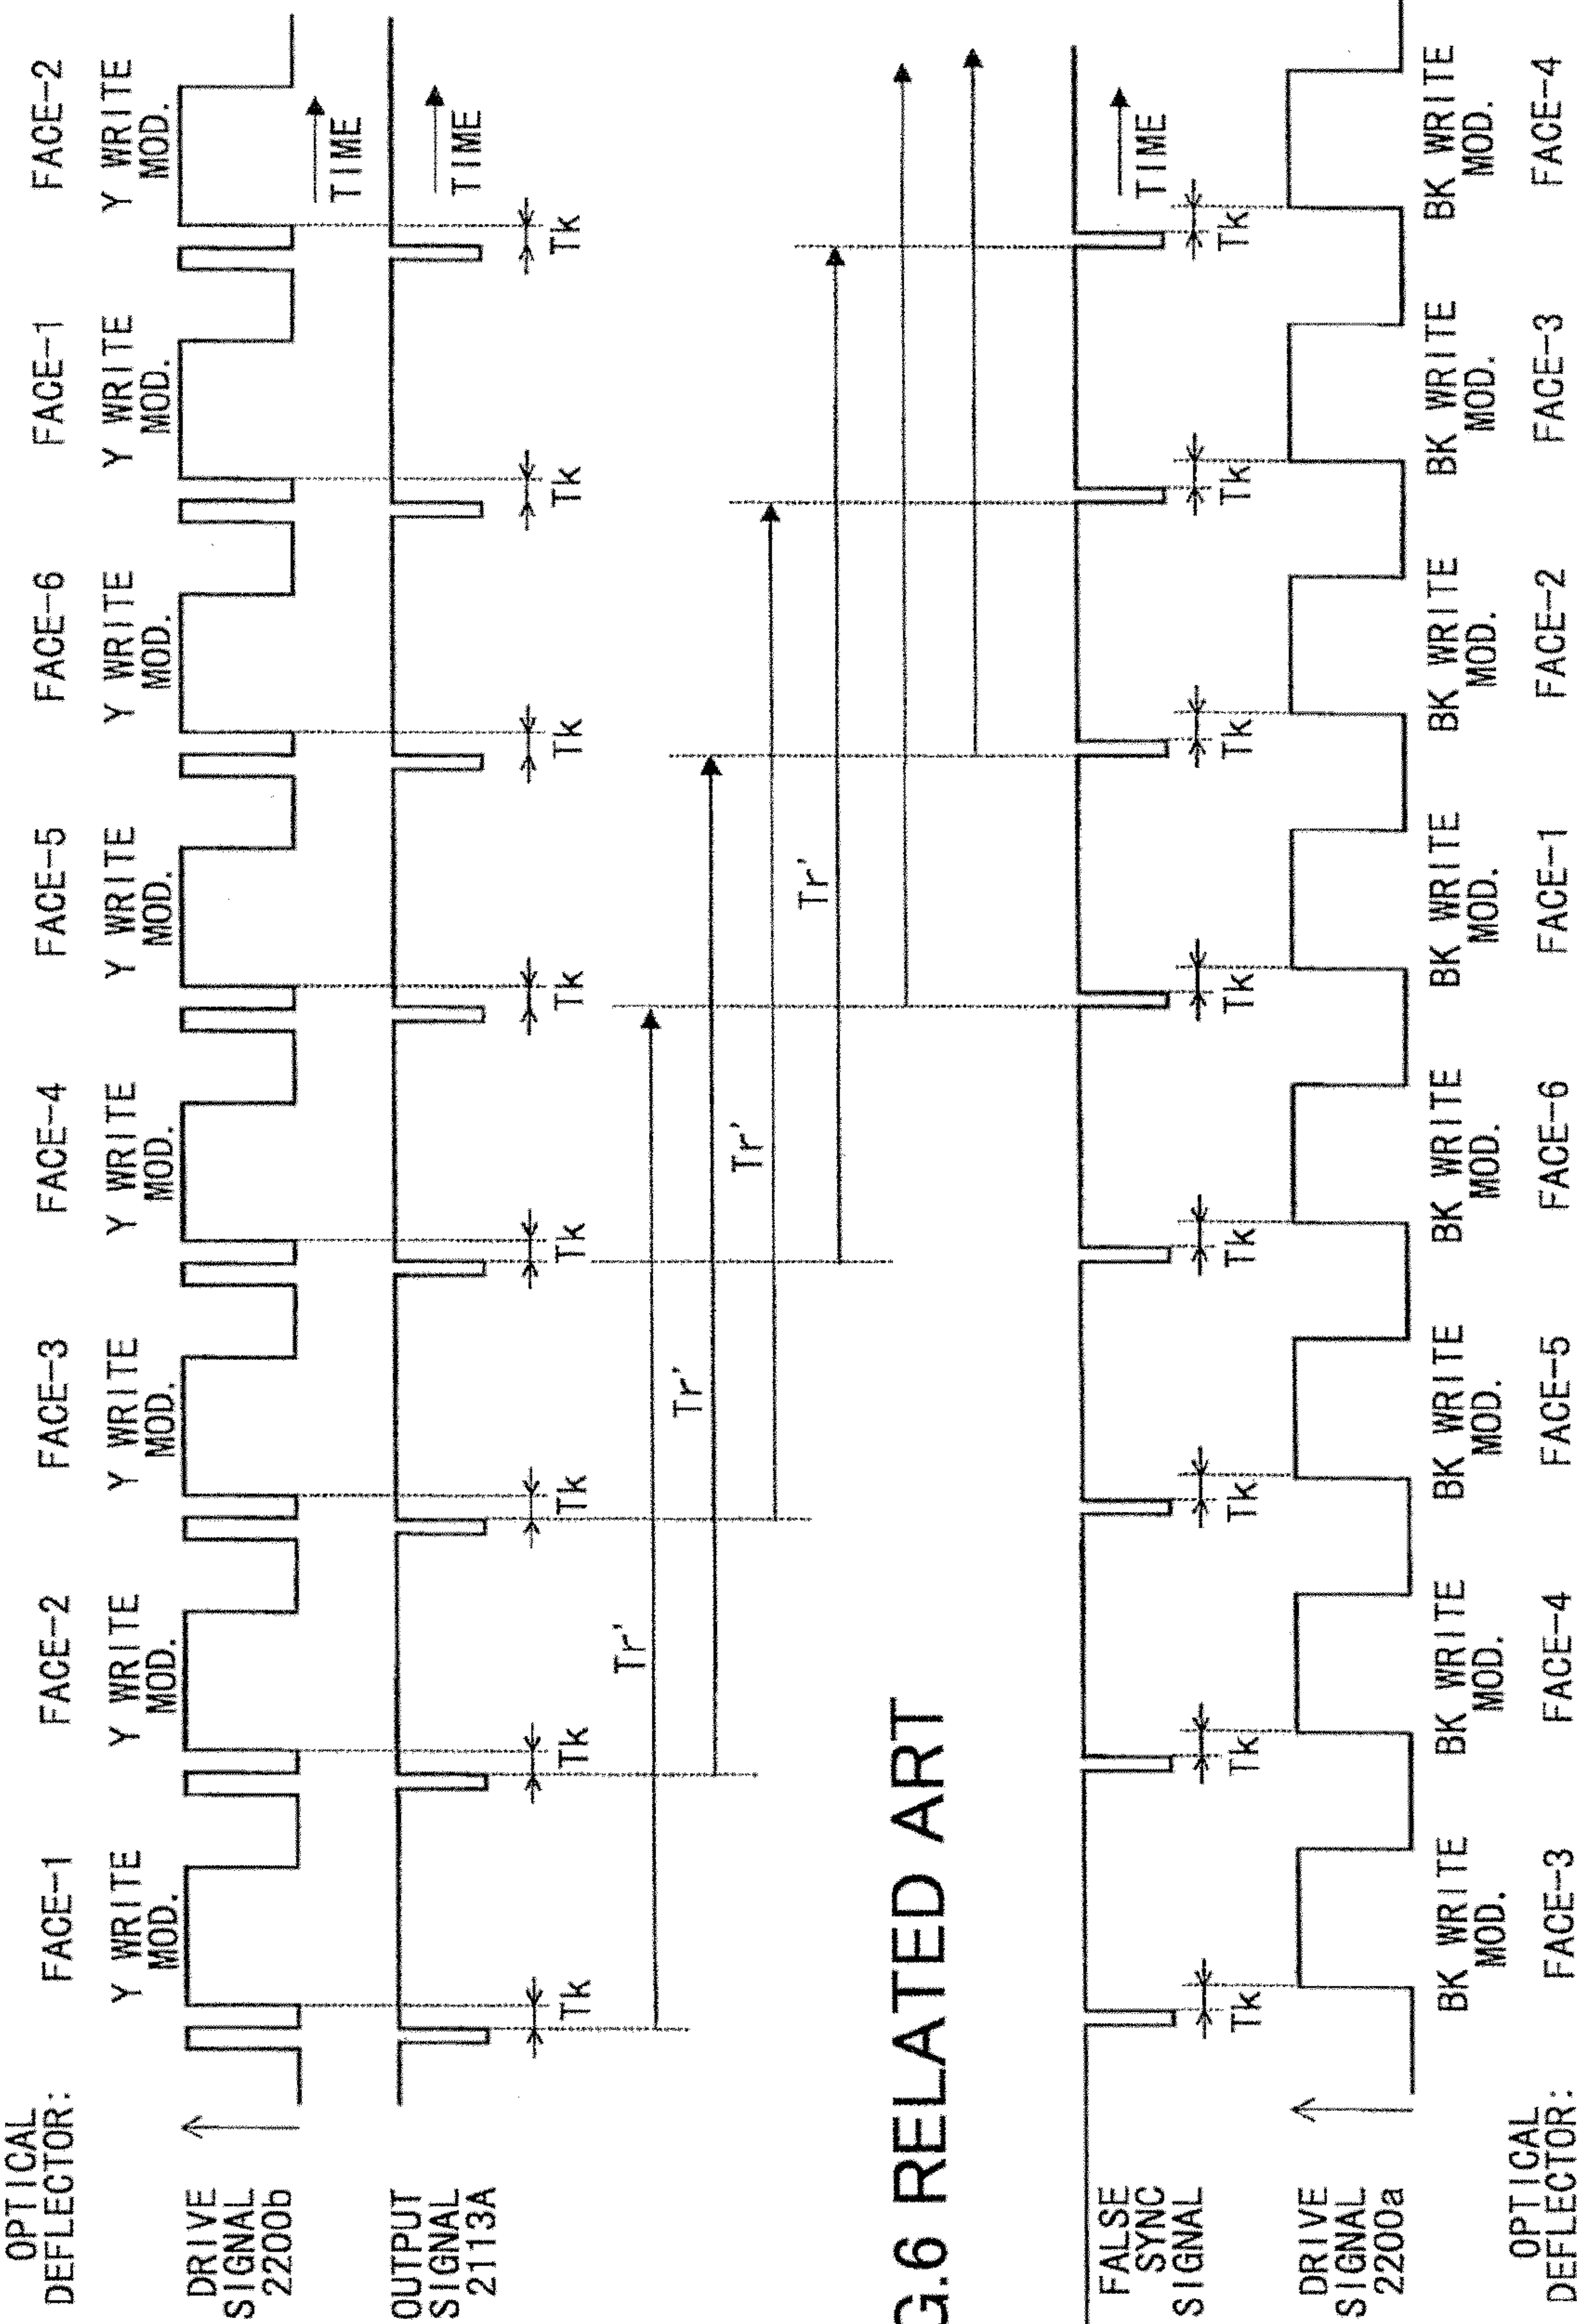 OPTICAL
DEFLECTOR:
FACE-1
FACE-2
FACE-3
FACE-4
FACE-5
FACE-6
FACE-1
FACE-2
Y WRITE
MOD.
Y WRITE
MOD.
Y WRITE
MOD.
Y WRITE
MOD.
Y WRITE
MOD.
Y WRITE
MOD.
Y WRITE
MOD.
Y WRITE
MOD.
DRIVE
SIGNAL
2200b
TIME
OUTPUT
SIGNAL
2113A
TIME
Tk
Tk
Tk
Tk
Tk
Tk
Tk
Tk
Tr'
Tr'
Tr'
Tr'
G.6 RELATED ART
FALSE
SYNC
SIGNAL
TIME
Tk
Tk
Tk
Tk
Tk
Tk
Tk
Tk
DRIVE
SIGNAL
2200a
BK WRITE
MOD.
BK WRITE
MOD.
BK WRITE
MOD.
BK WRITE
MOD.
BK WRITE
MOD.
BK WRITE
MOD.
BK WRITE
MOD.
BK WRITE
MOD.
OPTICAL
DEFLECTOR:
FACE-3
FACE-4
FACE-5
FACE-6
FACE-1
FACE-2
FACE-3
FACE-4